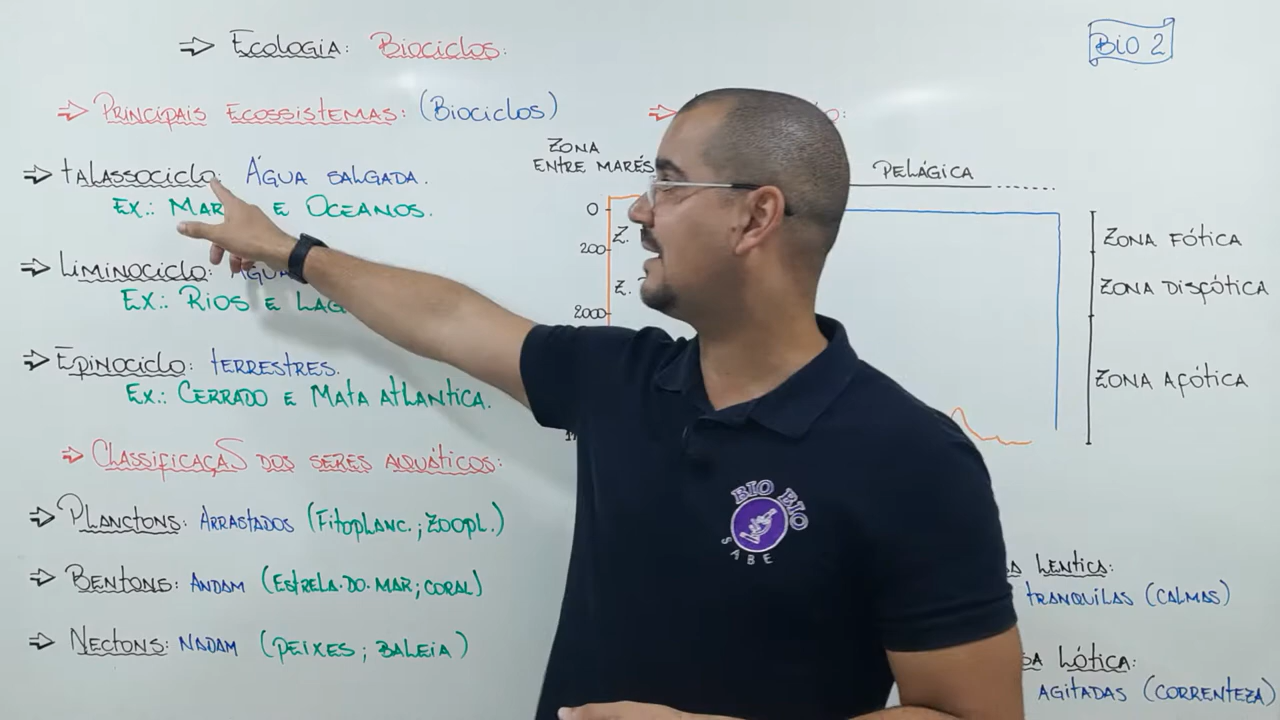 ⇒ Ecologia: Biociclos:
BIO 2
⇒ Principais Ecossistemas: (Biociclos)
⇒ Talassociclo: Água salgada.
Ex.: Mar e Oceanos.
⇒ Liminociclo: Água
Ex.: Rios e Lag
⇒ Epinociclo: terrestres.
Ex.: Cerrado e Mata Atlantica.
⇒ Classificação dos seres aquáticos:
⇒ Planctons: Arrastados (Fitoplanc.; Zoopl.)
⇒ Bentons: Andam (Estrela-do-mar; coral)
⇒ Nectons: Nadam (peixes; baleia)
Zona
entre marés
Pelágica
0
200
2000
Z.
Z.
Zona fótica
Zona disfótica
Zona afótica
BIO BIO
SABE
lentica:
tranquilas (calmas)
lótica:
agitadas (correnteza)